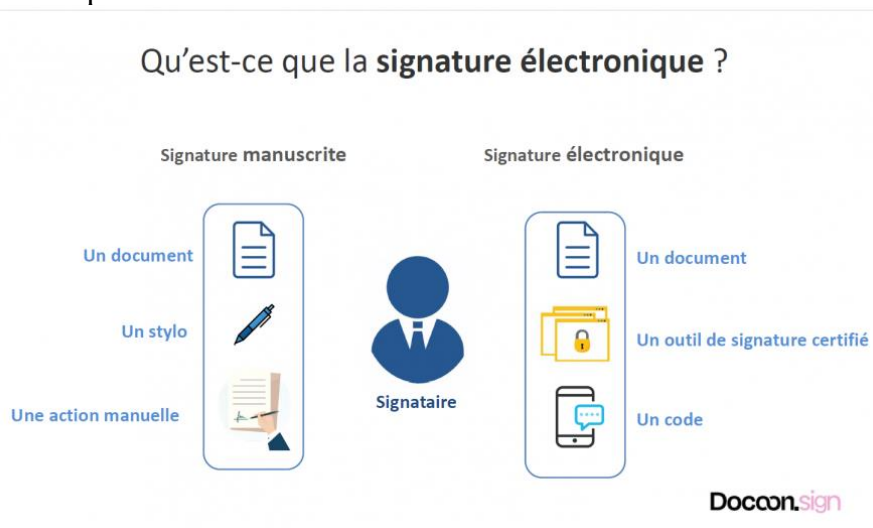 Qu'est-ce que la signature électronique ?
Signature manuscrite
Signature électronique
Un document
Un stylo
Une action manuelle
Signataire
Un document
Un outil de signature certifié
Un code
Docoon.sign